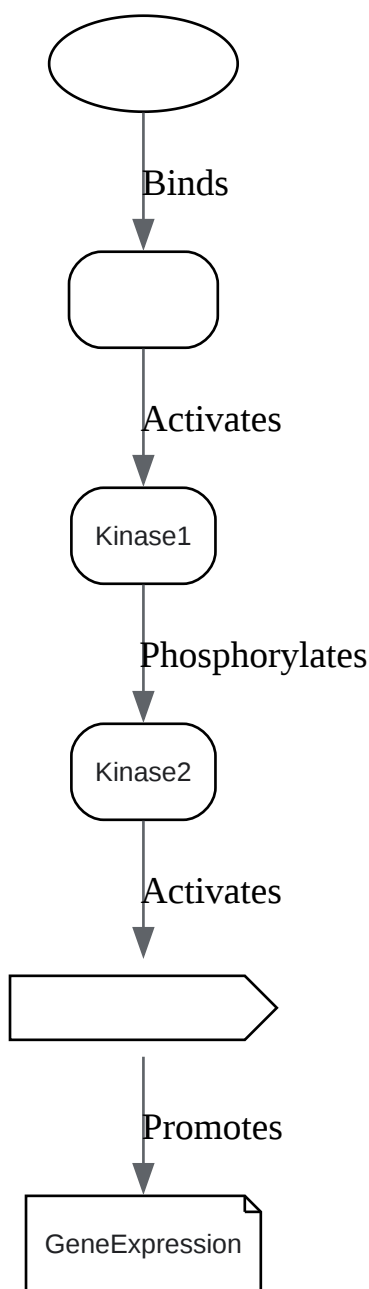 Binds
Activates
Kinase1
Phosphorylates
Kinase2
Activates
Promotes
GeneExpression